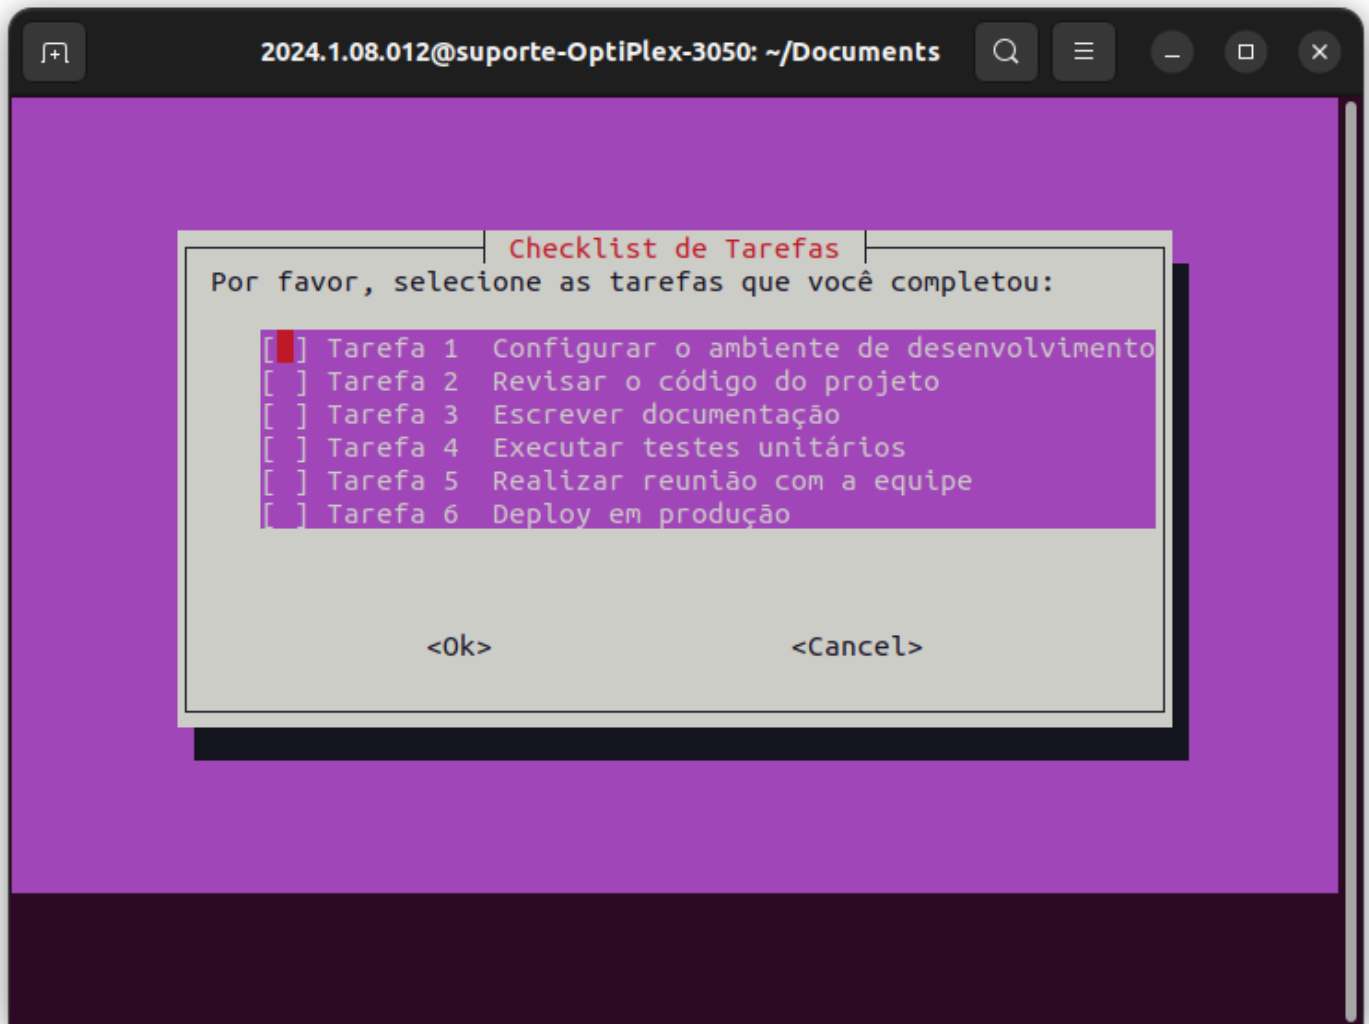 2024.1.08.012@suporte-OptiPlex-3050: ~/Documents
Checklist de Tarefas
Por favor, selecione as tarefas que você completou:
[ ] Tarefa 1 Configurar o ambiente de desenvolvimento
[ ] Tarefa 2 Revisar o código do projeto
[ ] Tarefa 3 Escrever documentação
[ ] Tarefa 4 Executar testes unitários
[ ] Tarefa 5 Realizar reunião com a equipe
[ ] Tarefa 6 Deploy em produção
<Ok> <Cancel>